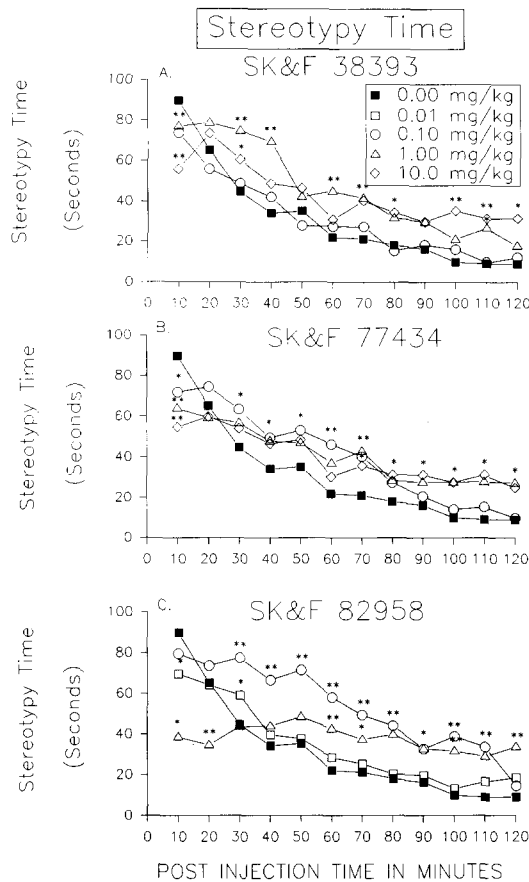 Stereotypy Time
A.
SK&F 38393
■ 0.00 mg/kg
□ 0.01 mg/kg
○ 0.10 mg/kg
△ 1.00 mg/kg
◇ 10.0 mg/kg
Stereotypy Time
(Seconds)
100
80
60
40
20
0
** ** ** ** * ** ** * ** ** *
0 10 20 30 40 50 60 70 80 90 100 110 120
B.
SK&F 77434
Stereotypy Time
(Seconds)
100
80
60
40
20
0
* ** ** * * * ** ** * * * * * *
0 10 20 30 40 50 60 70 80 90 100 110 120
C.
SK&F 82958
Stereotypy Time
(Seconds)
100
80
60
40
20
0
* * ** ** * ** ** ** ** ** * ** * ** ** **
0 10 20 30 40 50 60 70 80 90 100 110 120
POST INJECTION TIME IN MINUTES